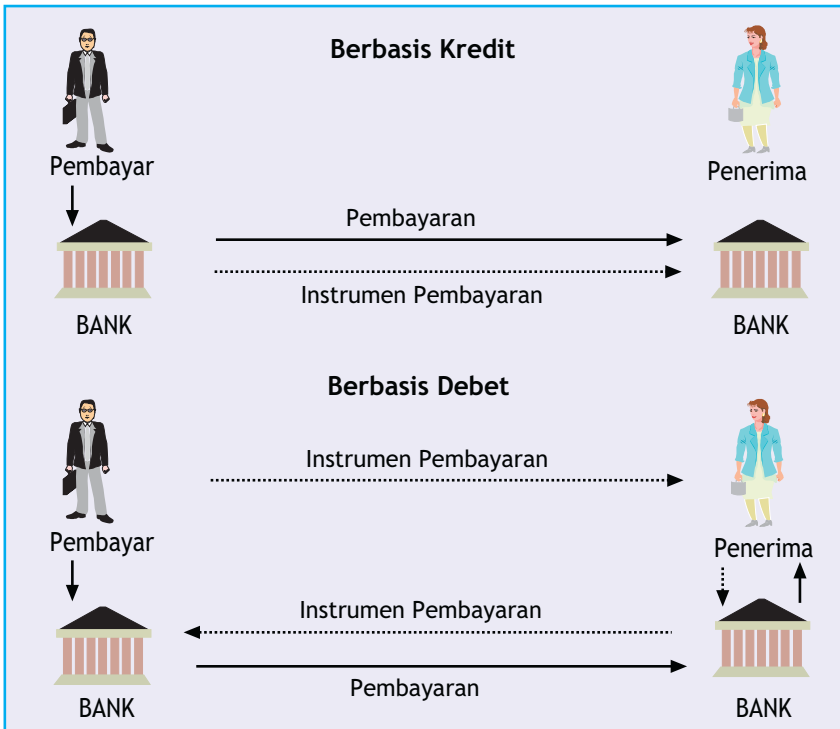 Berbasis Kredit
Pembayar
Penerima
Pembayaran
Instrumen Pembayaran
BANK
BANK
Berbasis Debet
Instrumen Pembayaran
Pembayar
Penerima
Instrumen Pembayaran
Pembayaran
BANK
BANK